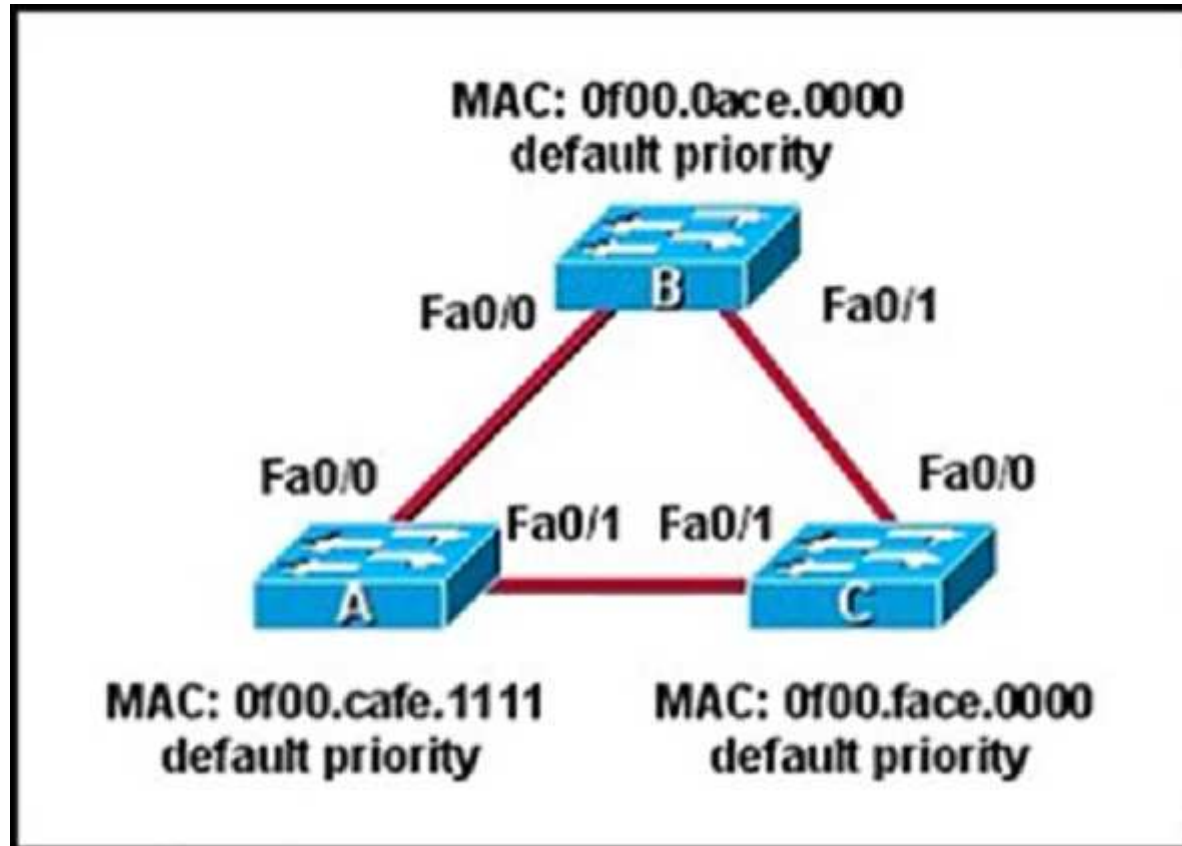 MAC: 0f00.0ace.0000
default priority
B
Fa0/0
Fa0/1
Fa0/0
Fa0/0
Fa0/1
Fa0/1
A
C
MAC: 0f00.cafe.1111
default priority
MAC: 0f00.face.0000
default priority